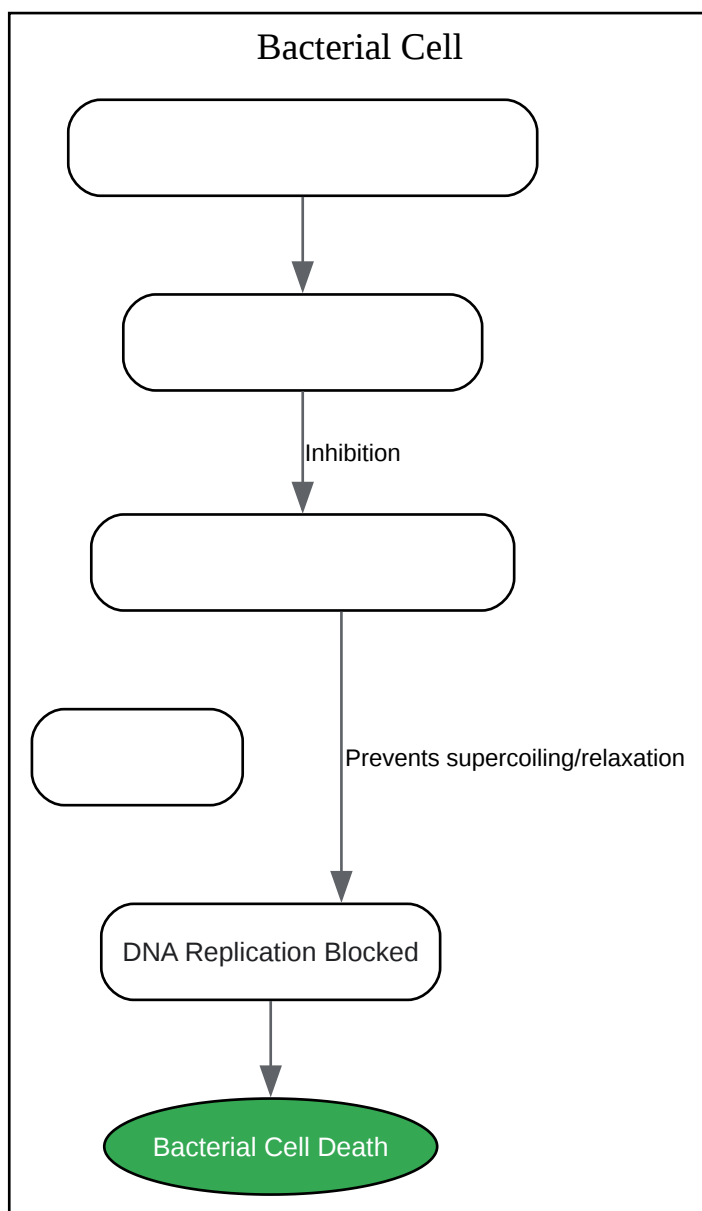 Bacterial Cell
Inhibition
Prevents supercoiling/relaxation
DNA Replication Blocked
Bacterial Cell Death